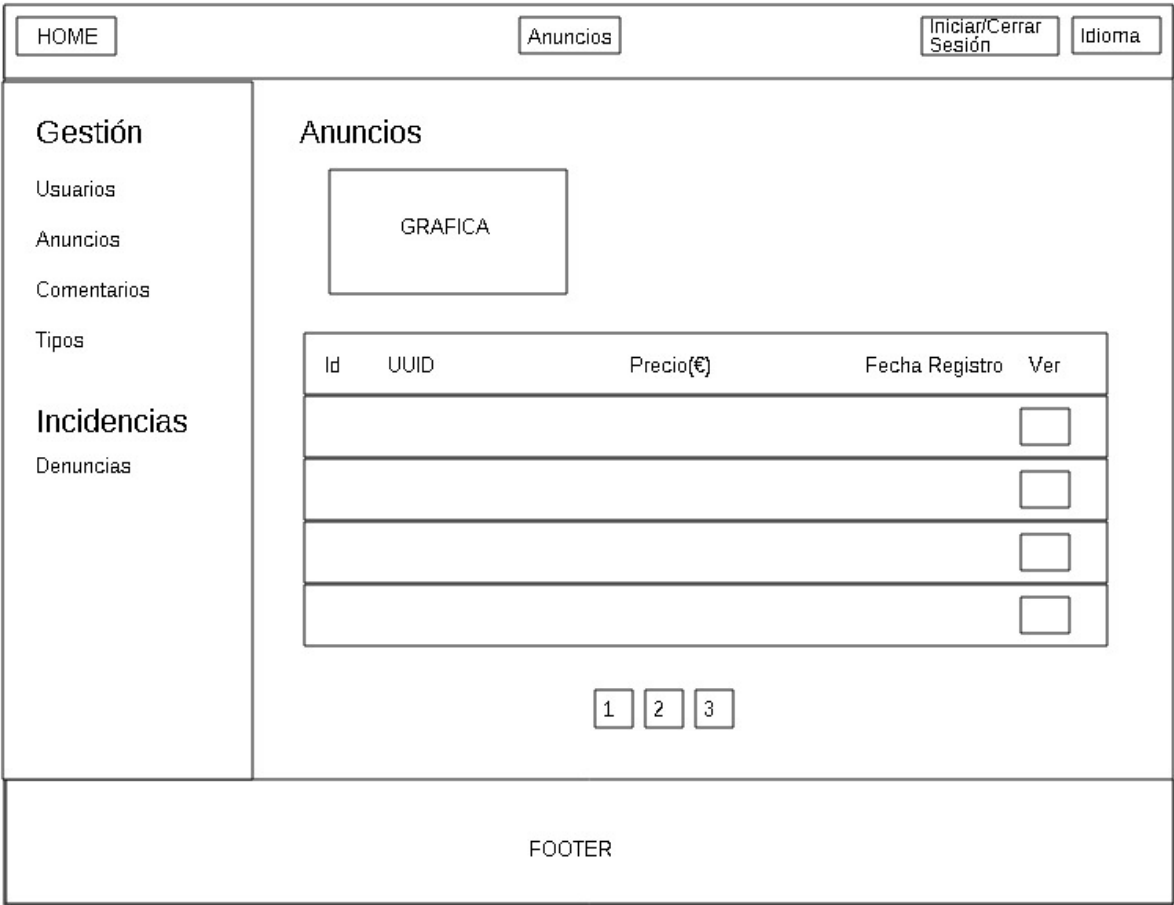 HOME
Anuncios
Iniciar/Cerrar
Sesión
Idioma
Gestión
Usuarios
Anuncios
Comentarios
Tipos
Incidencias
Denuncias
Anuncios
GRAFICA
Id UUID Precio(€) Fecha Registro Ver
1 2 3
FOOTER